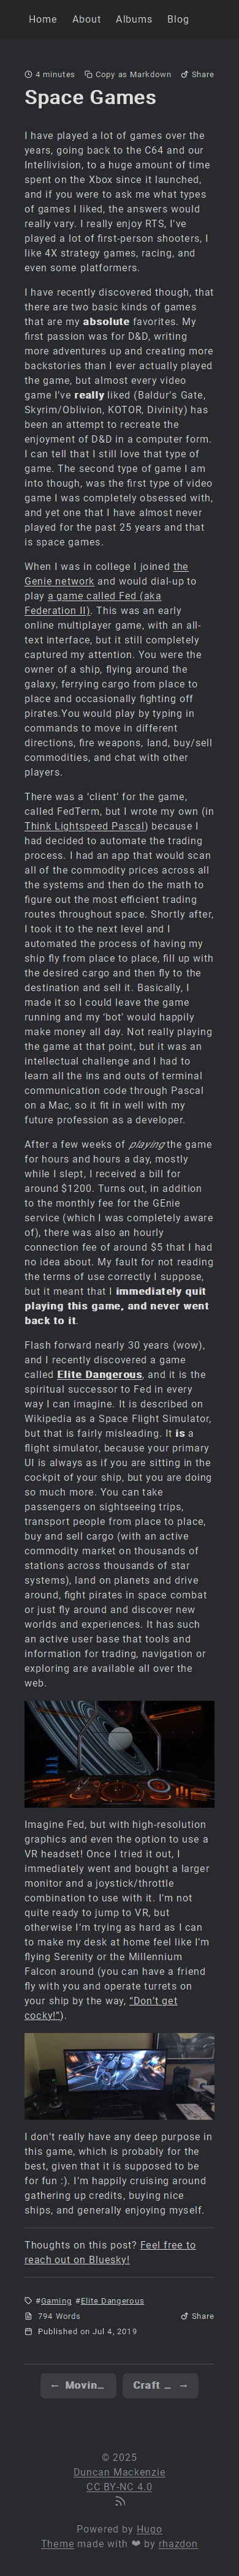 Home About Albums Blog
4 minutes Copy as Markdown Share
Space Games
I have played a lot of games over the
years, going back to the C64 and our
Intellivision, to a huge amount of time
spent on the Xbox since it launched,
and if you were to ask me what types
of games I liked, the answers would
really vary. I really enjoy RTS, I’ve
played a lot of first-person shooters, I
like 4X strategy games, racing, and
even some platformers.
I have recently discovered though, that
there are two basic kinds of games
that are my absolute favorites. My
first passion was for D&D, writing
more adventures up and creating more
backstories than I ever actually played
the game, but almost every video
game I’ve really liked (Baldur’s Gate,
Skyrim/Oblivion, KOTOR, Divinity) has
been an attempt to recreate the
enjoyment of D&D in a computer form.
I can tell that I still love that type of
game. The second type of game I am
into though, was the first type of video
game I was completely obsessed with,
and yet one that I have almost never
played for the past 25 years and that
is space games.
When I was in college I joined the
Genie network and would dial-up to
play a game called Fed (aka
Federation II). This was an early
online multiplayer game, with an all-
text interface, but it still completely
captured my attention. You were the
owner of a ship, flying around the
galaxy, ferrying cargo from place to
place and occasionally fighting off
pirates.You would play by typing in
commands to move in different
directions, fire weapons, land, buy/sell
commodities, and chat with other
players.
There was a ‘client’ for the game,
called FedTerm, but I wrote my own (in
Think Lightspeed Pascal) because I
had decided to automate the trading
process. I had an app that would scan
all of the commodity prices across all
the systems and then do the math to
figure out the most efficient trading
routes throughout space. Shortly after,
I took it to the next level and I
automated the process of having my
ship fly from place to place, fill up with
the desired cargo and then fly to the
destination and sell it. Basically, I
made it so I could leave the game
running and my ‘bot’ would happily
make money all day. Not really playing
the game at that point, but it was an
intellectual challenge and I had to
learn all the ins and outs of terminal
communication code through Pascal
on a Mac, so it fit in well with my
future profession as a developer.
After a few weeks of playing the game
for hours and hours a day, mostly
while I slept, I received a bill for
around $1200. Turns out, in addition
to the monthly fee for the GEnie
service (which I was completely aware
of), there was also an hourly
connection fee of around $5 that I had
no idea about. My fault for not reading
the terms of use correctly I suppose,
but it meant that I immediately quit
playing this game, and never went
back to it.
Flash forward nearly 30 years (wow),
and I recently discovered a game
called Elite Dangerous, and it is the
spiritual successor to Fed in every
way I can imagine. It is described on
Wikipedia as a Space Flight Simulator,
but that is fairly misleading. It is a
flight simulator, because your primary
UI is always as if you are sitting in the
cockpit of your ship, but you are doing
so much more. You can take
passengers on sightseeing trips,
transport people from place to place,
buy and sell cargo (with an active
commodity market on thousands of
stations across thousands of star
systems), land on planets and drive
around, fight pirates in space combat
or just fly around and discover new
worlds and experiences. It has such
an active user base that tools and
information for trading, navigation or
exploring are available all over the
web.
Imagine Fed, but with high-resolution
graphics and even the option to use a
VR headset! Once I tried it out, I
immediately went and bought a larger
monitor and a joystick/throttle
combination to use with it. I’m not
quite ready to jump to VR, but
otherwise I’m trying as hard as I can
to make my desk at home feel like I’m
flying Serenity or the Millennium
Falcon around (you can have a friend
fly with you and operate turrets on
your ship by the way, “Don’t get
cocky!”).
I don’t really have any deep purpose in
this game, which is probably for the
best, given that it is supposed to be
for fun :). I’m happily cruising around
gathering up credits, buying nice
ships, and generally enjoying myself.
Thoughts on this post? Feel free to
reach out on Bluesky!
#Gaming #Elite Dangerous
794 Words Share
Published on Jul 4, 2019
← Movin… Craft … →
© 2025
Duncan Mackenzie
CC BY-NC 4.0
Powered by Hugo
Theme made with ❤ by rhazdon